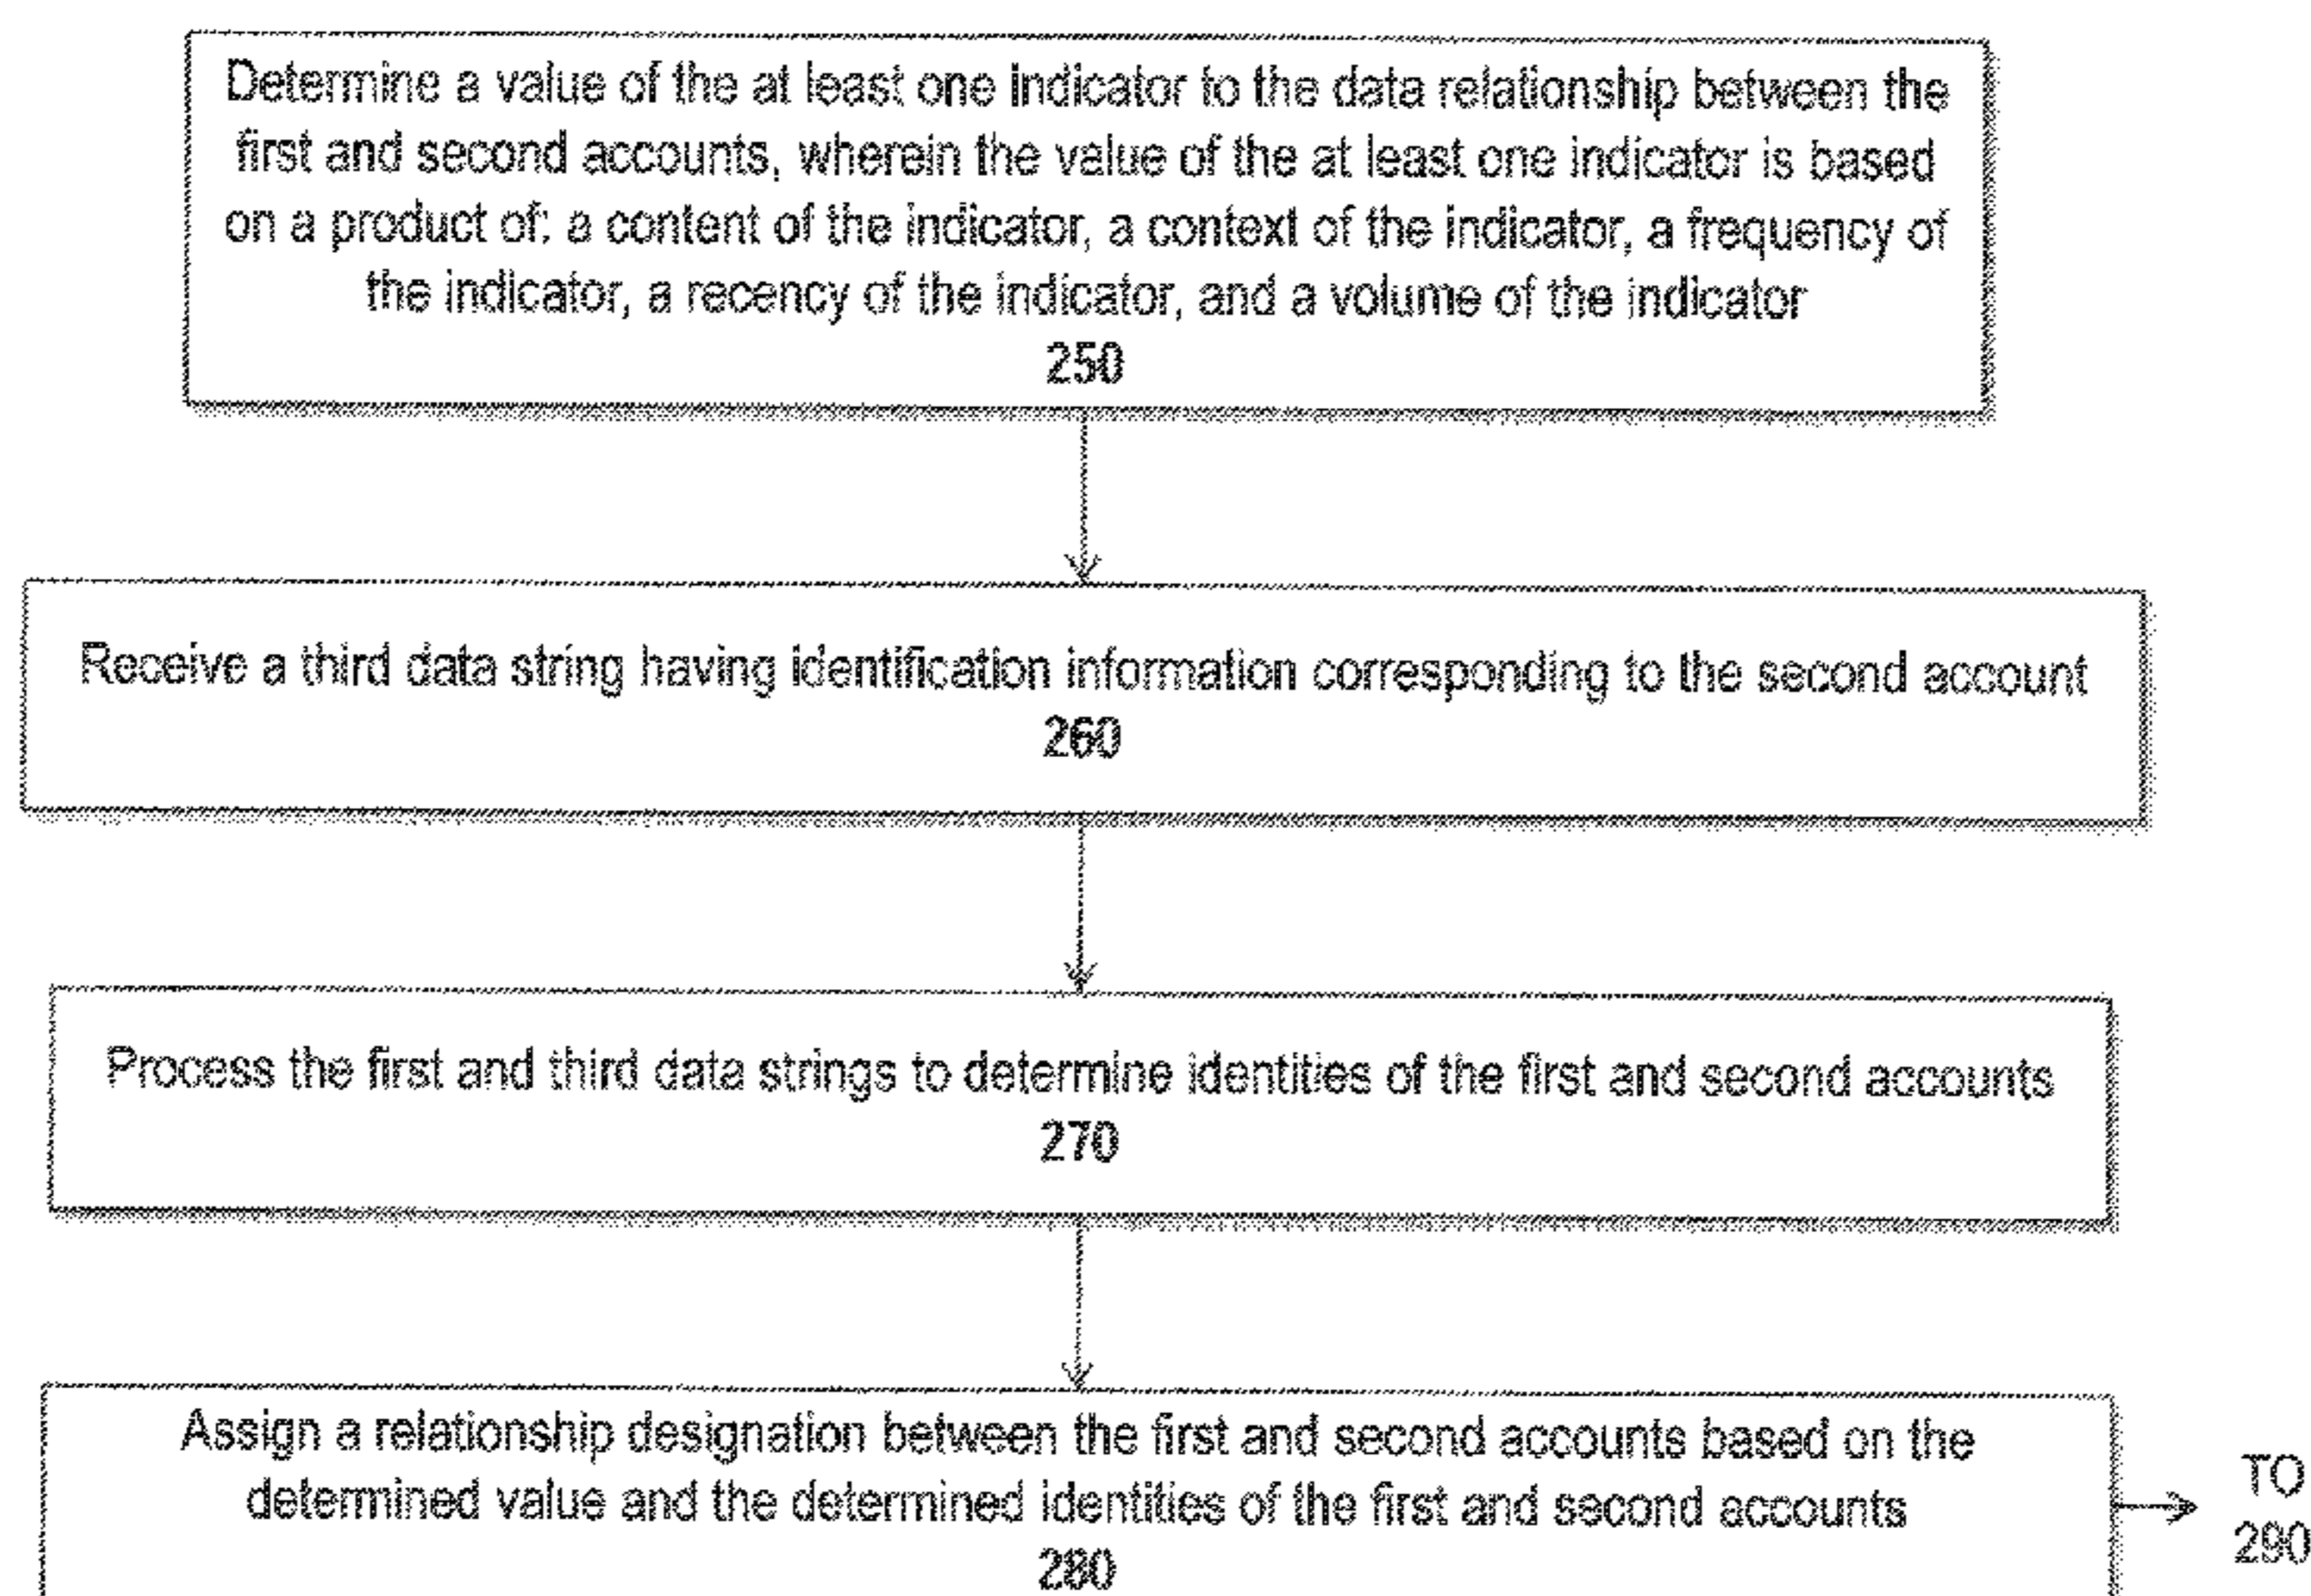 Determine a value of the at least one indicator to the data relationship between the
first and second accounts, wherein the value of the at least one indicator is based
on a product of: a content of the indicator, a context of the indicator, a frequency of
the indicator, a recency of the indicator, and a volume of the indicator
250
Receive a third data string having identification information corresponding to the second account
260
Process the first and third data strings to determine identities of the first and second accounts
270
Assign a relationship designation between the first and second accounts based on the
determined value and the determined identities of the first and second accounts
280
TO
290